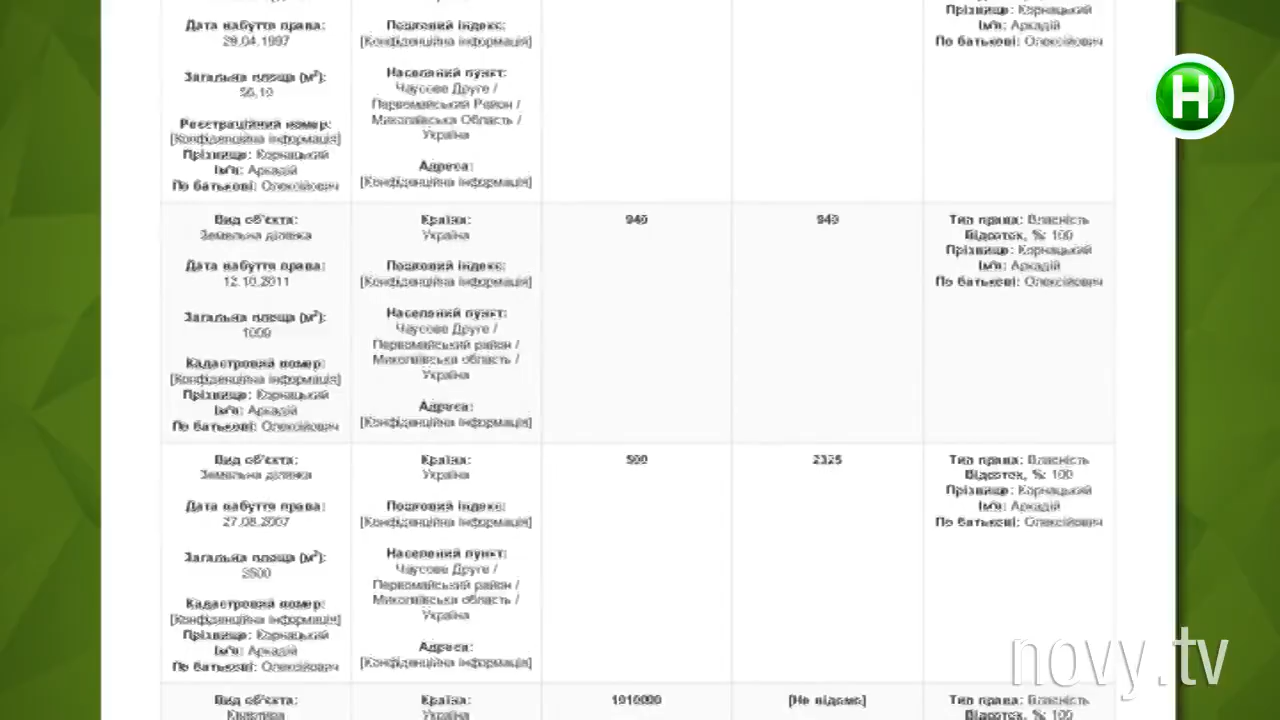 Прізвище: Корнацький
Дата набуття права:
Поштовий індекс:
Ім'я: Аркадій
29.04.1997
[Конфіденційна інформація]
По батькові: Олексійович
Загальна площа (м²):
56,10
Населений пункт:
Чаусове Друге /
Первомайський Район /
Миколаївська Область /
Україна
Реєстраційний номер:
[Конфіденційна інформація]
Прізвище: Корнацький
Ім'я: Аркадій
По батькові: Олексійович
Адреса:
[Конфіденційна інформація]
Н
Вид об'єкта:
Земельна ділянка
Дата набуття права:
12.10.2011
Загальна площа (м²):
1000
Кадастровий номер:
[Конфіденційна інформація]
Прізвище: Корнацький
Ім'я: Аркадій
По батькові: Олексійович
Країна:
Україна
Поштовий індекс:
[Конфіденційна інформація]
Населений пункт:
Чаусове Друге /
Первомайський район /
Миколаївська область /
Україна
Адреса:
[Конфіденційна інформація]
940
940
Тип права: Власність
Відсоток, %: 100
Прізвище: Корнацький
Ім'я: Аркадій
По батькові: Олексійович
Вид об'єкта:
Земельна ділянка
Дата набуття права:
27.08.2007
Загальна площа (м²):
Кадастровий номер:
[Конфіденційна інформація]
Прізвище: Корнацький
Ім'я: Аркадій
По батькові: Олексійович
Країна:
Україна
Поштовий індекс:
[Конфіденційна інформація]
Населений пункт:
Чаусове Друге /
Первомайський район /
Миколаївська область /
Україна
Адреса:
[Конфіденційна інформація]
500
2325
Тип права: Власність
Відсоток, %: 100
Прізвище: Корнацький
Ім'я: Аркадій
По батькові: Олексійович
novy.tv
Вид об'єкта:
Квартира
Країна:
Україна
1010000
[Не відомо]
Тип права: Власність
Відсоток, %: 100